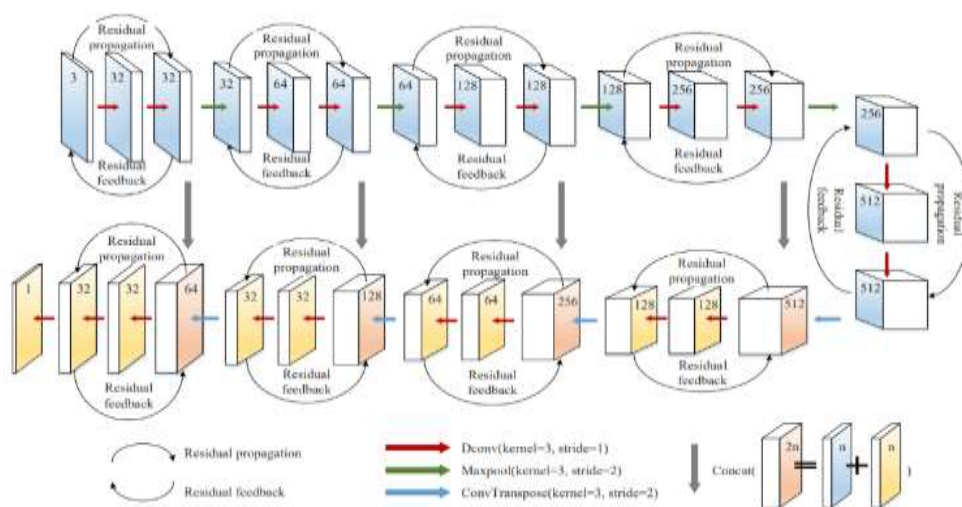 Residual
propagation
3
32
32
Residual
feedback
Residual
propagation
32
64
64
Residual
feedback
Residual
propagation
64
128
128
Residual
feedback
Residual
propagation
128
256
256
Residual
feedback
256
512
512
Residual
feedback
Residual
propagation
1
Residual
propagation
32
32
64
Residual
feedback
Residual
propagation
32
32
128
Residual
feedback
Residual
propagation
64
64
256
Residual
feedback
Residual
propagation
128
128
512
Residual
feedback
Residual propagation
Residual feedback
Dconv(kernel=3, stride=1)
Maxpool(kernel=3, stride=2)
ConvTranspose(kernel=3, stride=2)
Concat( 2n = n + n )